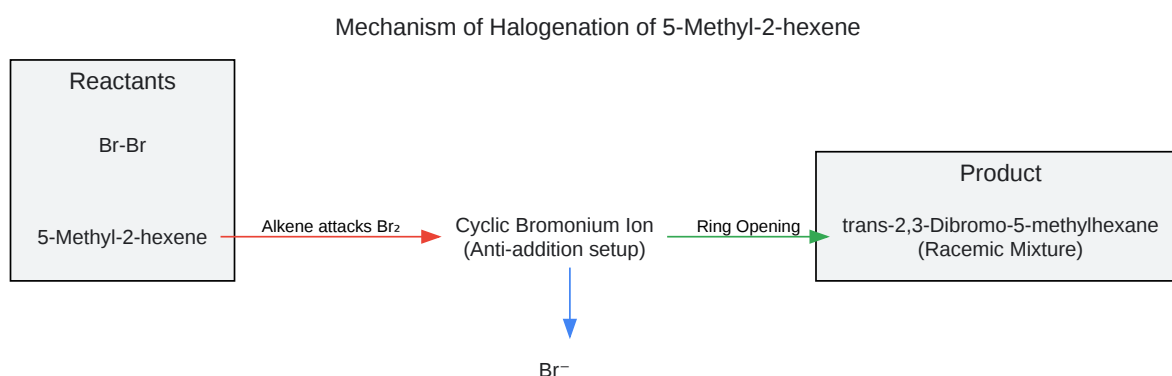 Mechanism of Halogenation of 5-Methyl-2-hexene
Reactants
Br-Br
5-Methyl-2-hexene
Alkene attacks Br₂
Cyclic Bromonium Ion
(Anti-addition setup)
Br⁻
Ring Opening
Product
trans-2,3-Dibromo-5-methylhexane
(Racemic Mixture)